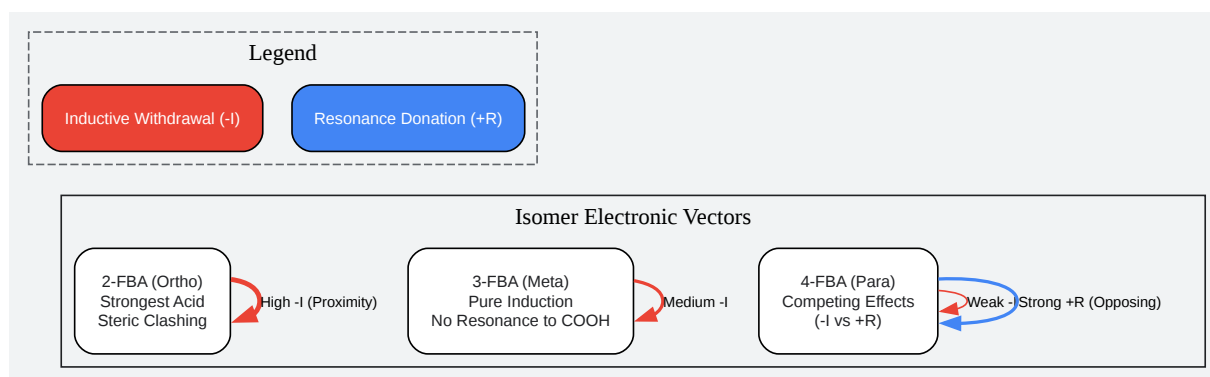 Legend
Inductive Withdrawal (-I)
Resonance Donation (+R)
Isomer Electronic Vectors
2-FBA (Ortho)
Strongest Acid
Steric Clashing
High -I (Proximity)
3-FBA (Meta)
Pure Induction
No Resonance to COOH
Medium -I
4-FBA (Para)
Competing Effects
(-I vs +R)
Weak -I
Strong +R (Opposing)